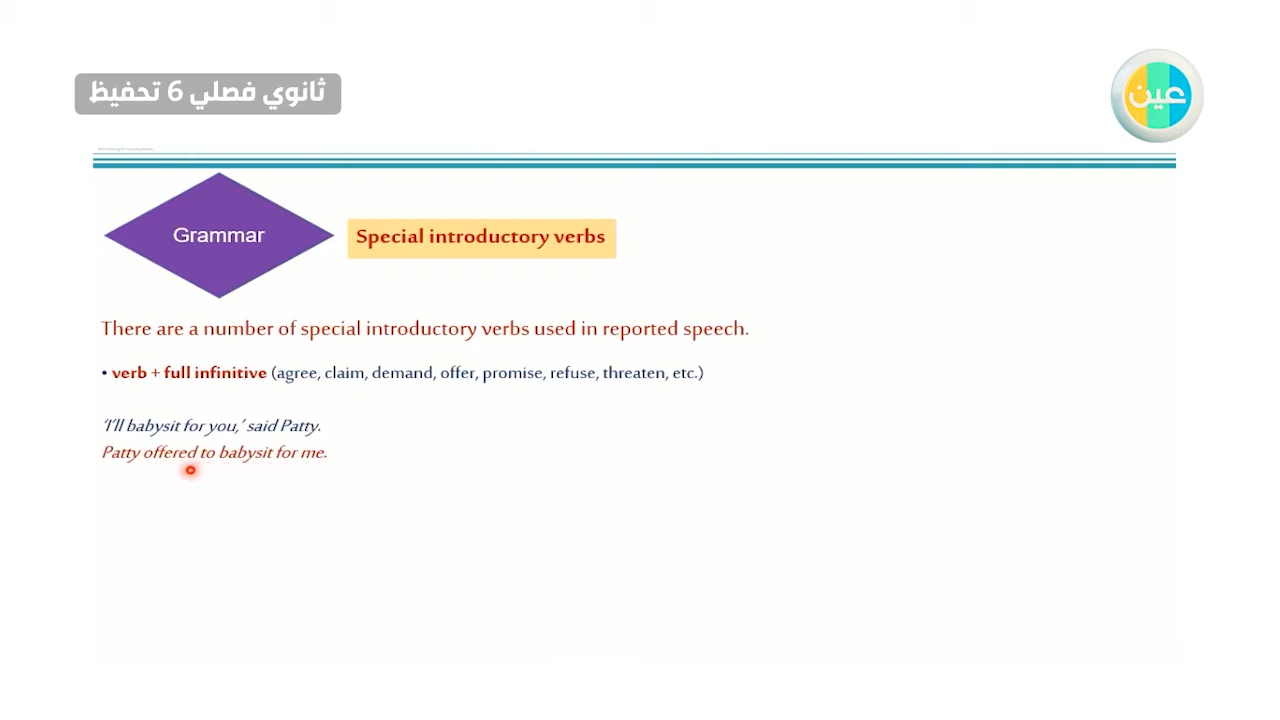 ثانوي فصلي 6 تحفيظ
عين
Grammar
Special introductory verbs
There are a number of special introductory verbs used in reported speech.
• verb + full infinitive (agree, claim, demand, offer, promise, refuse, threaten, etc.)
‘I’ll babysit for you,’ said Patty.
Patty offered to babysit for me.